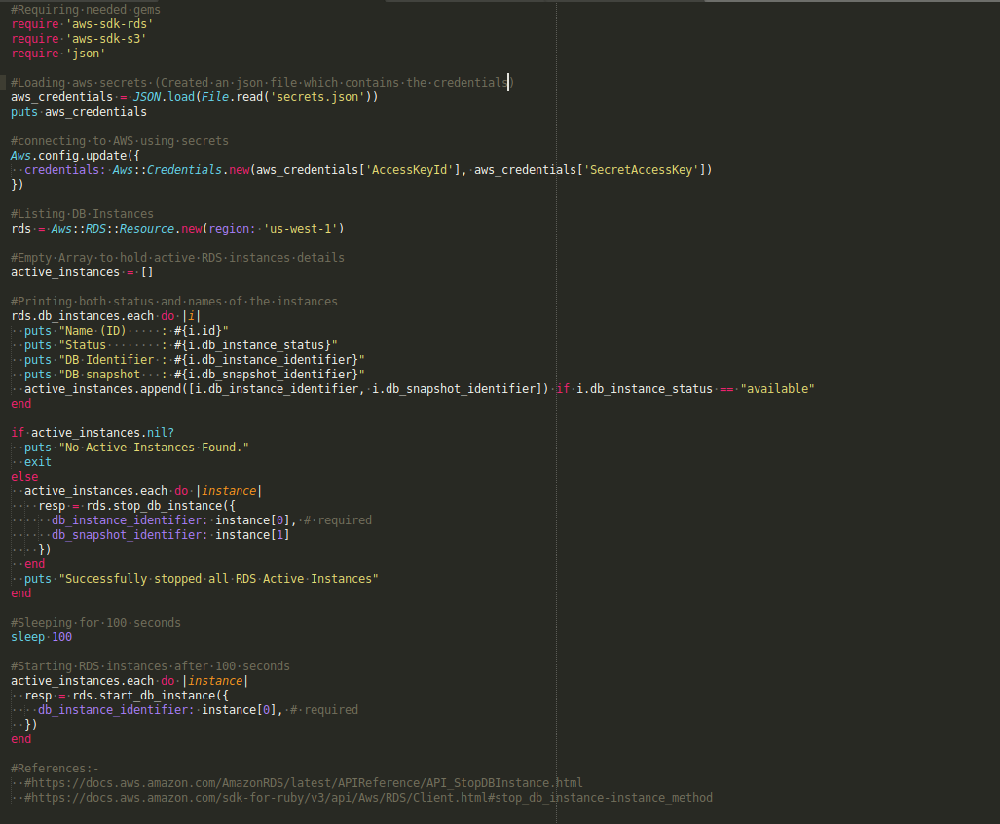 #Requiring needed gems
require 'aws-sdk-rds'
require 'aws-sdk-s3'
require 'json'

#Loading aws secrets (Created an json file which contains the credentials)
aws_credentials = JSON.load(File.read('secrets.json'))
puts aws_credentials

#connecting to AWS using secrets
Aws.config.update({
  credentials: Aws::Credentials.new(aws_credentials['AccessKeyId'], aws_credentials['SecretAccessKey'])
})

#Listing DB Instances
rds = Aws::RDS::Resource.new(region: 'us-west-1')

#Empty Array to hold active RDS instances details
active_instances = []

#Printing both status and names of the instances
rds.db_instances.each do |i|
  puts "Name (ID)     : #{i.id}"
  puts "Status        : #{i.db_instance_status}"
  puts "DB Identifier : #{i.db_instance_identifier}"
  puts "DB snapshot   : #{i.db_snapshot_identifier}"
  active_instances.append([i.db_instance_identifier, i.db_snapshot_identifier]) if i.db_instance_status == "available"
end

if active_instances.nil?
  puts "No Active Instances Found."
  exit
else
  active_instances.each do |instance|
    resp = rds.stop_db_instance({
      db_instance_identifier: instance[0], # required
      db_snapshot_identifier: instance[1]
    })
  end
  puts "Successfully stopped all RDS Active Instances"
end

#Sleeping for 100 seconds
sleep 100

#Starting RDS instances after 100 seconds
active_instances.each do |instance|
  resp = rds.start_db_instance({
    db_instance_identifier: instance[0], # required
  })
end

#References:-
  #https://docs.aws.amazon.com/AmazonRDS/latest/APIReference/API_StopDBInstance.html
  #https://docs.aws.amazon.com/sdk-for-ruby/v3/api/Aws/RDS/Client.html#stop_db_instance-instance_method